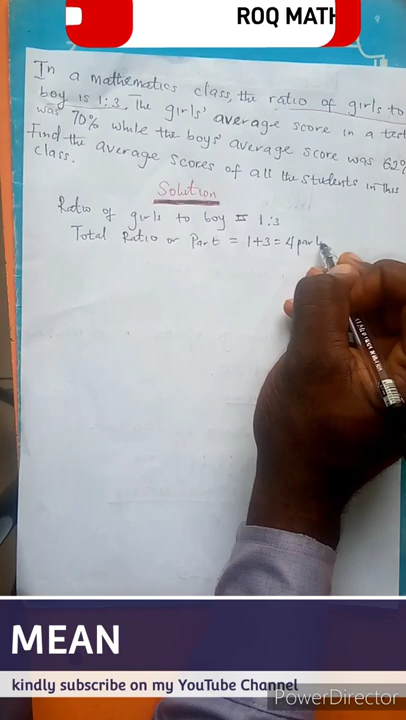 ROQ MATH
In a mathematics class, the ratio of girls to
boy is 1:3. The girls' average score in a test
was 70% while the boys' average score was 62%
Find the average scores of all the students in this
class.
Solution
Ratio of girls to boy = 1:3
Total Ratio or Part = 1+3 = 4 part
MEAN
kindly subscribe on my YouTube Channel
PowerDirector